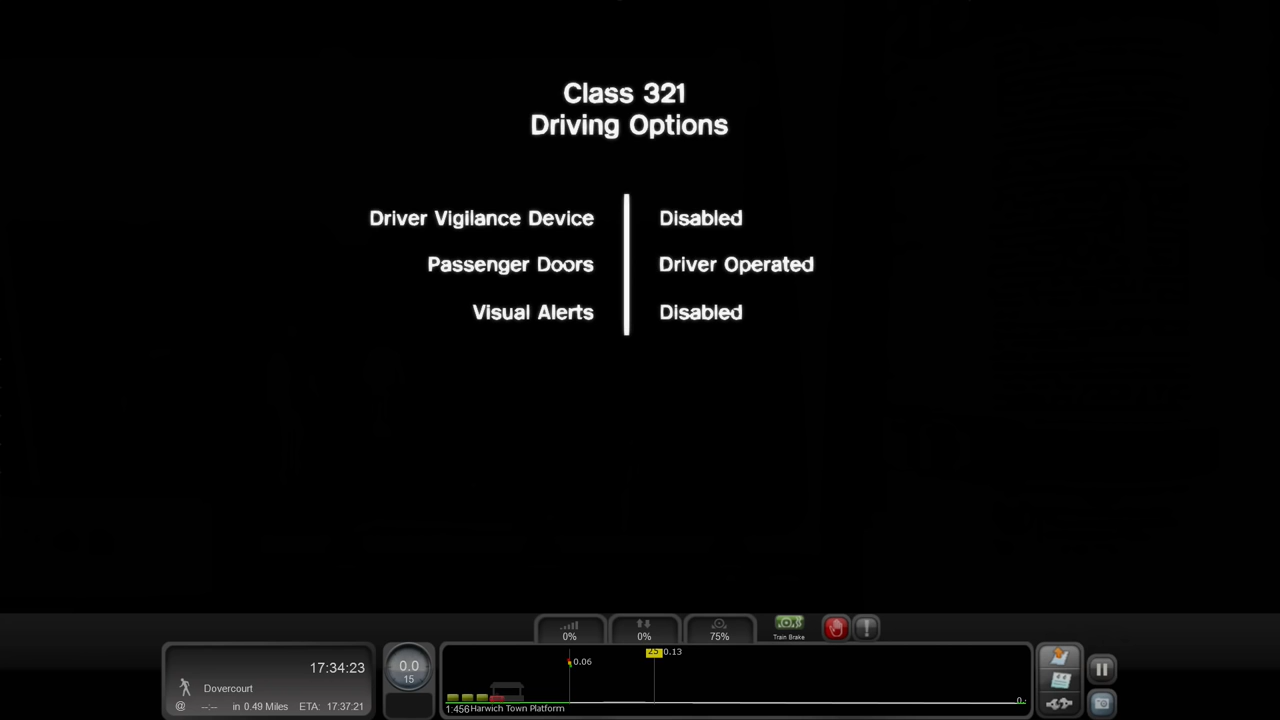 Class 321
Driving Options
Driver Vigilance Device Disabled
Passenger Doors Driver Operated
Visual Alerts Disabled
0% 0% 75% Train Brake
17:34:23
Dovercourt
@ --:-- in 0.49 Miles ETA: 17:37:21
0.0
15
25 0.13
0.06
0.
1:456 Harwich Town Platform